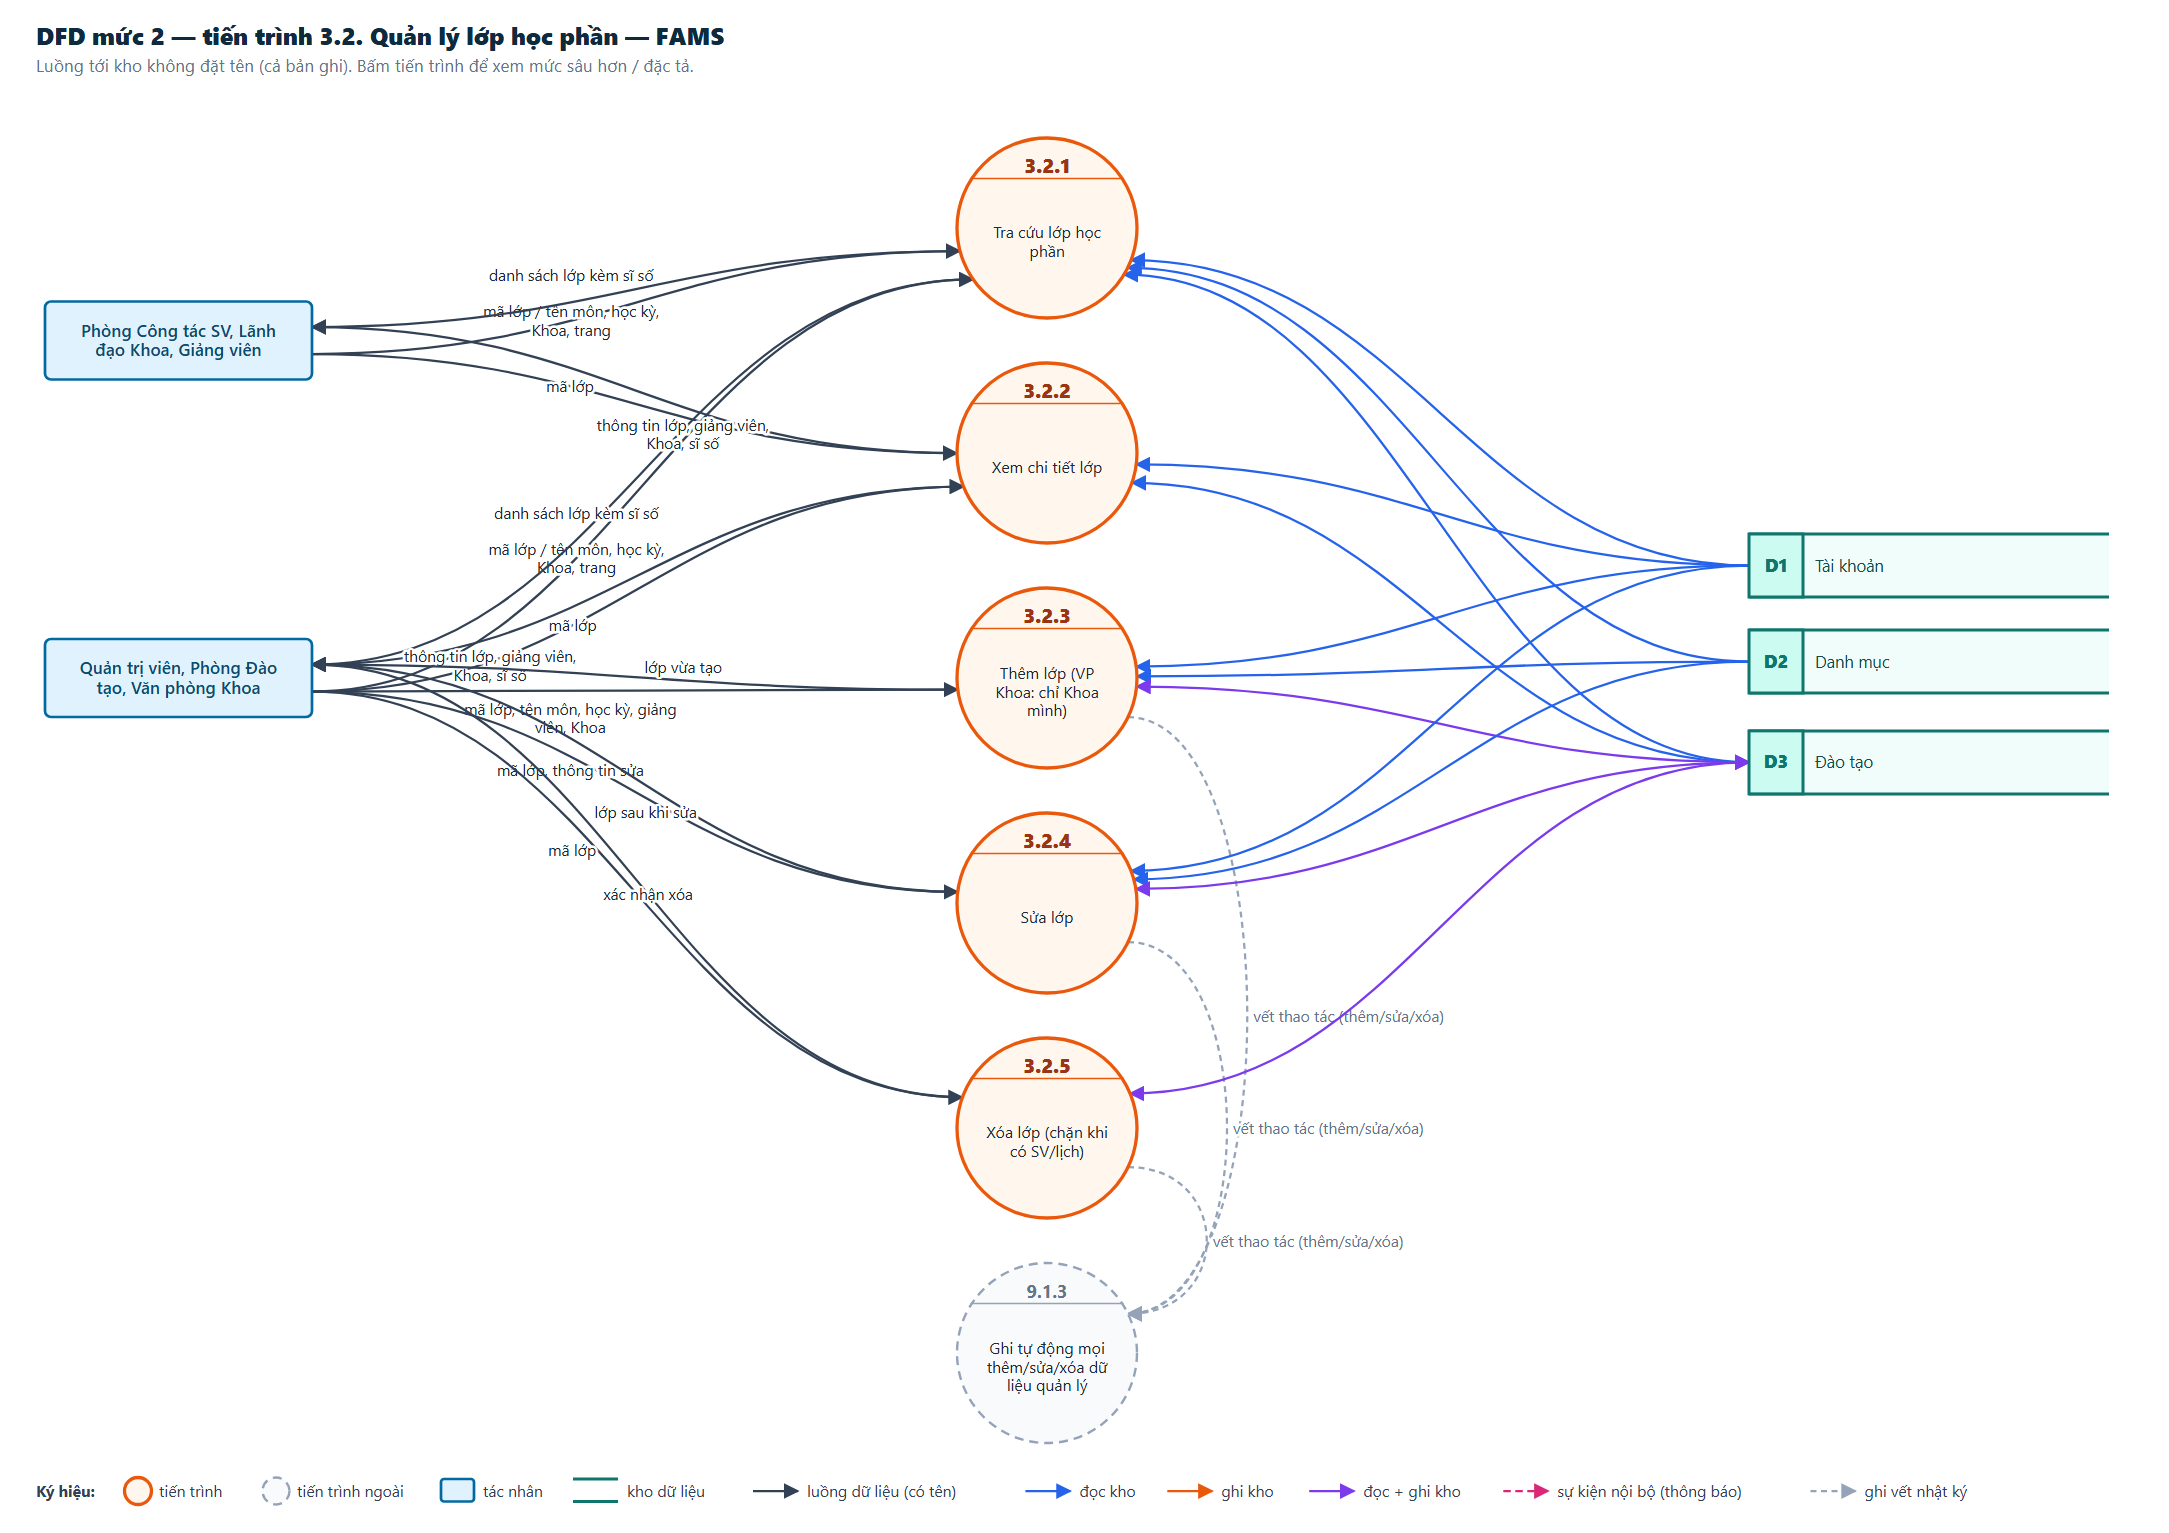 DFD mức 2 — tiến trình 3.2. Quản lý lớp học phần — FAMS
Luồng tới kho không đặt tên (cả bản ghi). Bấm tiến trình để xem mức sâu hơn / đặc tả.
3.2.1
Tra cứu lớp học
phần
danh sách lớp kèm sĩ số
mã lớp / tên môn, học kỳ,
Khoa, trang
Phòng Công tác SV, Lãnh
đạo Khoa, Giảng viên
mã lớp
3.2.2
Xem chi tiết lớp
thông tin lớp, giảng viên,
Khoa, sĩ số
danh sách lớp kèm sĩ số
mã lớp / tên môn, học kỳ,
Khoa, trang
D1
Tài khoản
mã lớp
3.2.3
Thêm lớp (VP
Khoa: chỉ Khoa
mình)
thông tin lớp, giảng viên,
Khoa, sĩ số
lớp vừa tạo
Quản trị viên, Phòng Đào
tạo, Văn phòng Khoa
D2
Danh mục
mã lớp, tên môn, học kỳ, giảng
viên, Khoa
D3
Đào tạo
mã lớp, thông tin sửa
lớp sau khi sửa
mã lớp
xác nhận xóa
3.2.4
Sửa lớp
vết thao tác (thêm/sửa/xóa)
3.2.5
Xóa lớp (chặn khi
có SV/lịch)
vết thao tác (thêm/sửa/xóa)
vết thao tác (thêm/sửa/xóa)
9.1.3
Ghi tự động mọi
thêm/sửa/xóa dữ
liệu quản lý
Ký hiệu:
tiến trình
tiến trình ngoài
tác nhân
kho dữ liệu
luồng dữ liệu (có tên)
đọc kho
ghi kho
đọc + ghi kho
sự kiện nội bộ (thông báo)
ghi vết nhật ký